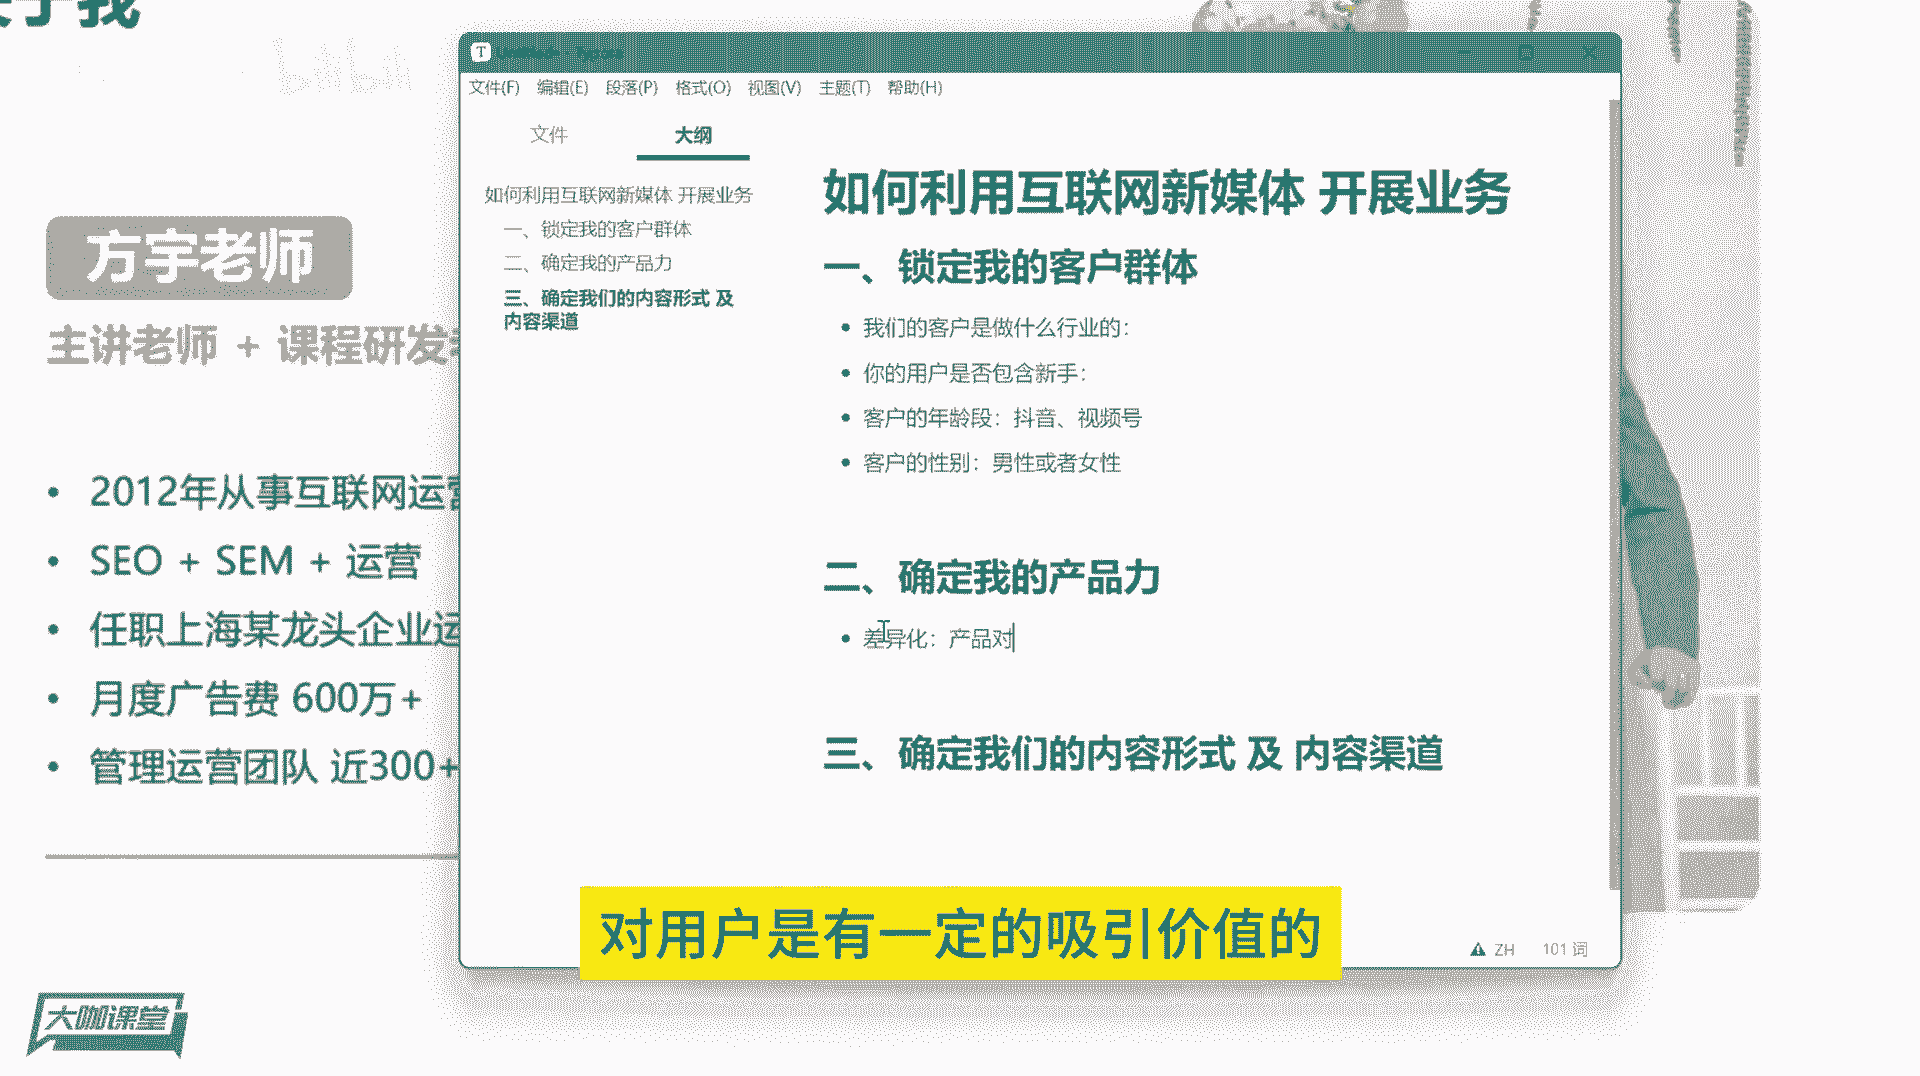 关于我
bilibili
方宇老师
主讲老师 + 课程研发
2012年从事互联网运营
SEO + SEM + 运营
任职上海某龙头企业运
月度广告费 600万+
管理运营团队 近300+
大咖课堂
文件(F) 编辑(E) 段落(P) 格式(O) 视图(V) 主题(T) 帮助(H)
文件 大纲
如何利用互联网新媒体 开展业务
一、锁定我的客户群体
二、确定我的产品力
三、确定我们的内容形式 及
内容渠道
如何利用互联网新媒体 开展业务
一、锁定我的客户群体
我们的客户是做什么行业的：
你的用户是否包含新手：
客户的年龄段：抖音、视频号
客户的性别：男性或者女性
二、确定我的产品力
差异化：产品对
三、确定我们的内容形式 及 内容渠道
ZH 101 词
对用户是有一定的吸引价值的